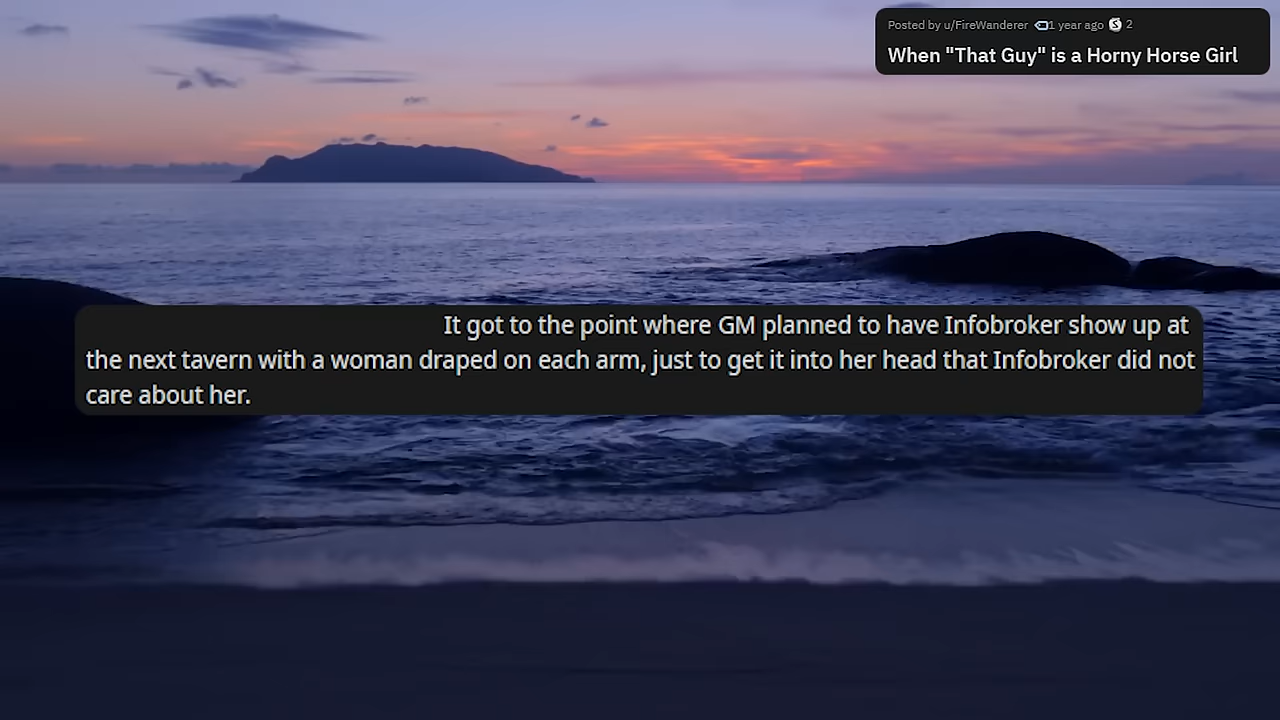 Posted by u/FireWanderer 1 year ago S 2
When "That Guy" is a Horny Horse Girl
It got to the point where GM planned to have Infobroker show up at
the next tavern with a woman draped on each arm, just to get it into her head that Infobroker did not
care about her.